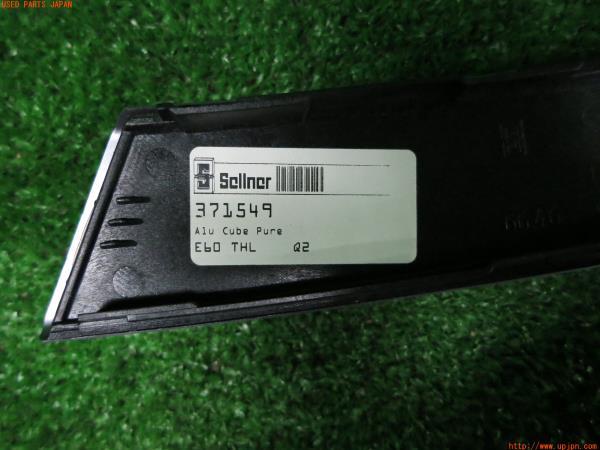 USED PARTS JAPAN
S Sellner
371549
Alu Cube Pure
E60 THL Q2
http://www.upjpn.com/